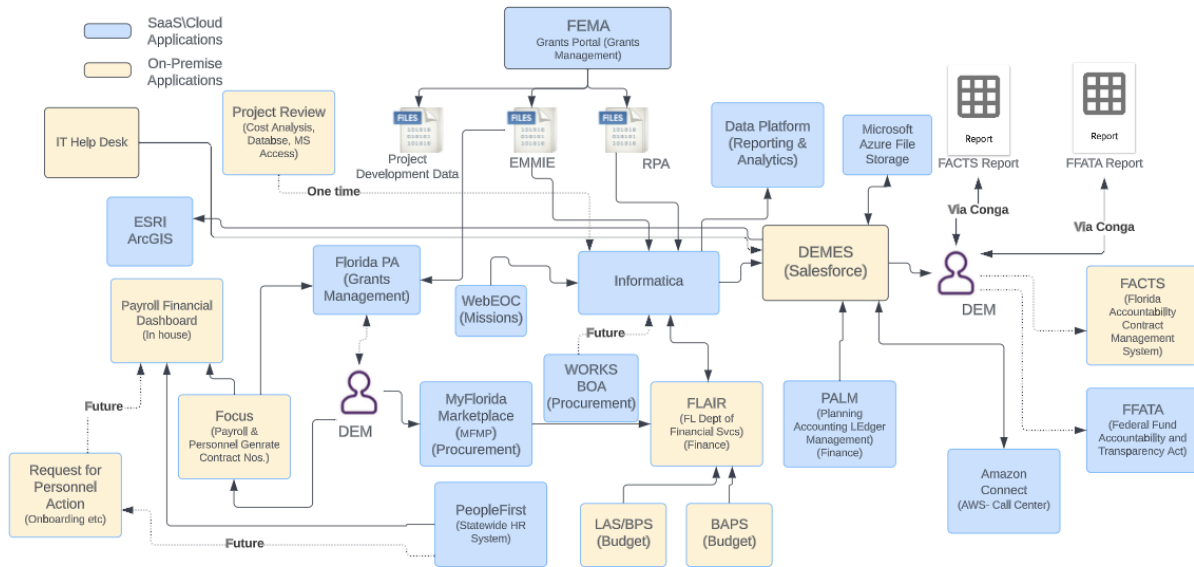 SaaS\Cloud
Applications
On-Premise
Applications
FEMA
Grants Portal (Grants
Management)
IT Help Desk
Project Review
(Cost Analysis,
Databse, MS
Access)
FILES
FILES
FILES
Project
Development Data
EMMIE
RPA
Data Platform
(Reporting &
Analytics)
Microsoft
Azure File
Storage
Report
FACTS Report
Report
FFATA Report
One time
Via Conga
Via Conga
ESRI
ArcGIS
Florida PA
(Grants
Management)
WebEOC
(Missions)
Informatica
DEMES
(Salesforce)
DEM
FACTS
(Florida
Accountability
Contract
Management
System)
Payroll Financial
Dashboard
(In house)
Future
WORKS
BOA
(Procurement)
Future
Focus
(Payroll &
Personnel Genrate
Contract Nos.)
DEM
MyFlorida
Marketplace
(MFMP)
(Procurement)
FLAIR
(FL Dept of
Financial Svcs)
(Finance)
PALM
(Planning
Accounting LEdger
Management)
(Finance)
FFATA
(Federal Fund
Accountability and
Transparency Act)
Request for
Personnel
Action
(Onboarding etc)
Future
PeopleFirst
(Statewide HR
System)
LAS/BPS
(Budget)
BAPS
(Budget)
Amazon
Connect
(AWS- Call Center)